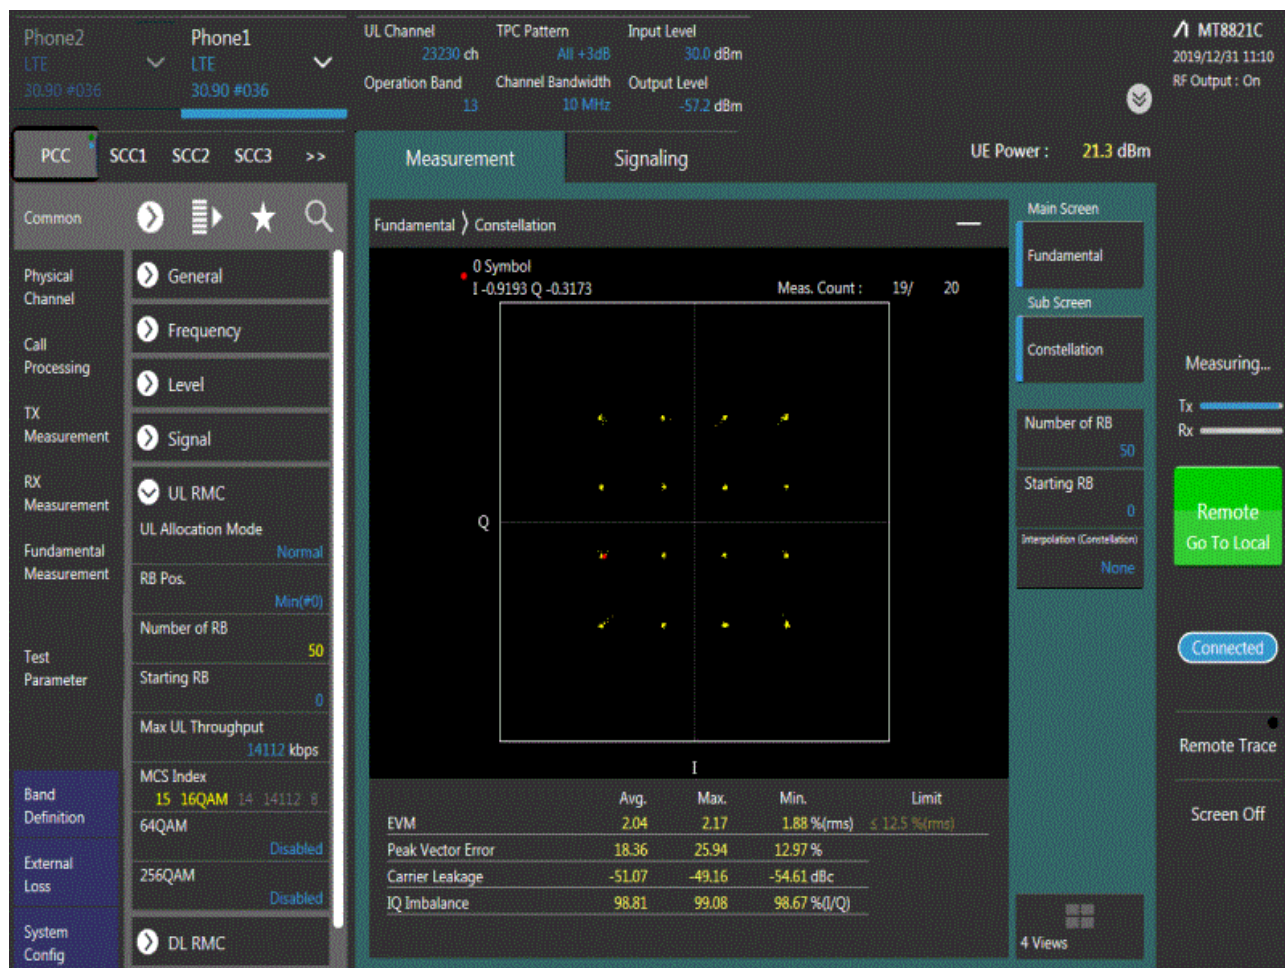 Phone2
LTE
30.90 #036
Phone1
LTE
30.90 #036
UL Channel
23230 ch
TPC Pattern
All +3dB
Input Level
30.0 dBm
Operation Band
13
Channel Bandwidth
10 MHz
Output Level
-57.2 dBm
MT8821C
2019/12/31 11:10
RF Output : On
PCC SCC1 SCC2 SCC3 >>
Measurement
Signaling
UE Power : 21.3 dBm
Common
Physical
Channel
Call
Processing
TX
Measurement
RX
Measurement
Fundamental
Measurement
Test
Parameter
Band
Definition
External
Loss
System
Config
General
Frequency
Level
Signal
UL RMC
UL Allocation Mode
Normal
RB Pos.
Min(#0)
Number of RB
50
Starting RB
0
Max UL Throughput
14112 kbps
MCS Index
15 16QAM 14 14112 8
64QAM
Disabled
256QAM
Disabled
DL RMC
Fundamental 〉 Constellation
0 Symbol
I -0.9193 Q -0.3173
Meas. Count : 19/ 20
Q
I
Avg. Max. Min. Limit
EVM 2.04 2.17 1.88 %(rms) ≤ 12.5 %(rms)
Peak Vector Error 18.36 25.94 12.97 %
Carrier Leakage -51.07 -49.16 -54.61 dBc
IQ Imbalance 98.81 99.08 98.67 %(I/Q)
Main Screen
Fundamental
Sub Screen
Constellation
Number of RB
50
Starting RB
0
Interpolation (Constellation)
None
4 Views
Measuring...
Tx
Rx
Remote
Go To Local
Connected
Remote Trace
Screen Off